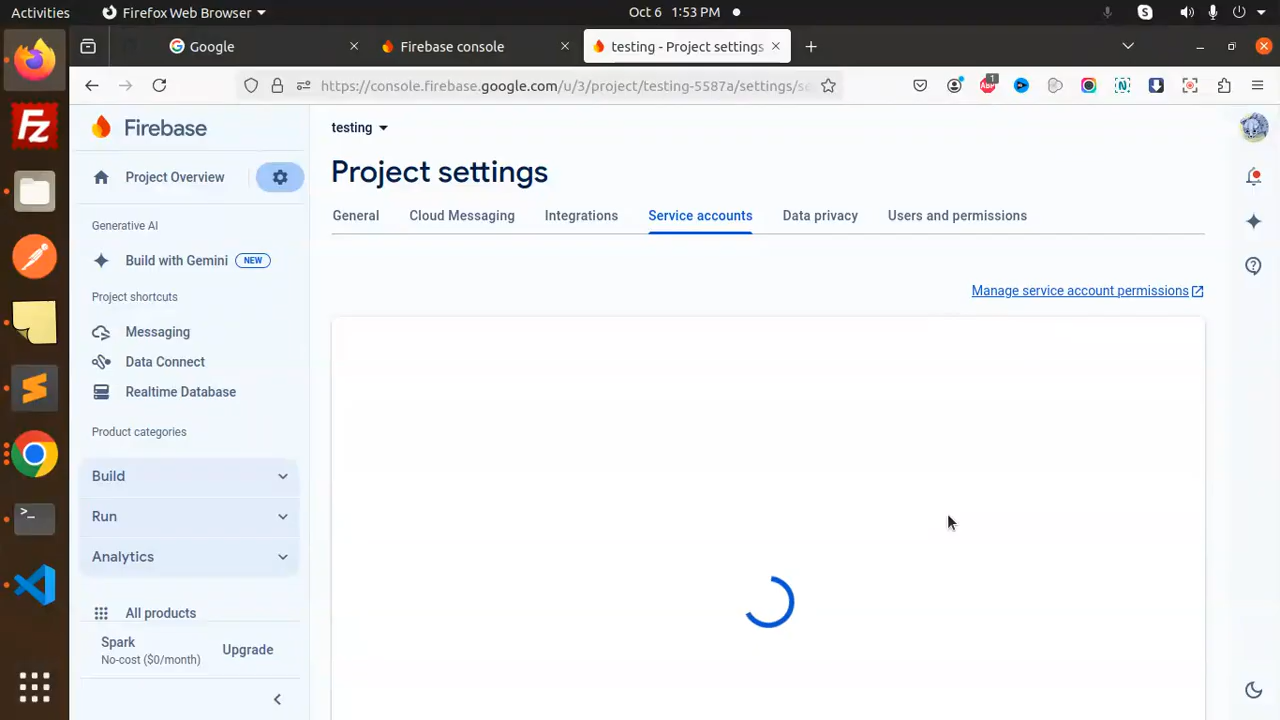 Activities
Firefox Web Browser
Oct 6 1:53 PM
Google
Firebase console
testing - Project settings
https://console.firebase.google.com/u/3/project/testing-5587a/settings/
1
ABP
Firebase
testing
Project Overview
Project settings
General
Cloud Messaging
Integrations
Service accounts
Data privacy
Users and permissions
Generative AI
Build with Gemini
NEW
Manage service account permissions
Project shortcuts
Messaging
Data Connect
Realtime Database
Product categories
Build
Run
Analytics
All products
Spark
No-cost ($0/month)
Upgrade